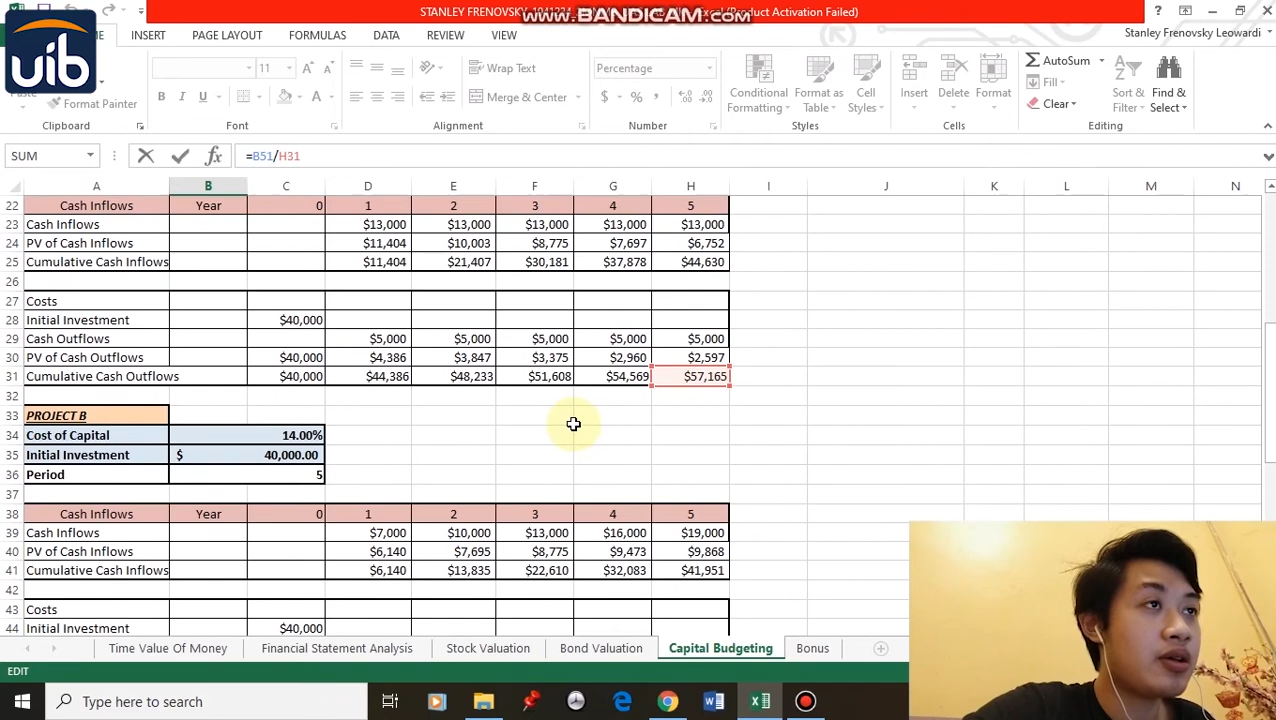 STANLEY FRENOVSKY_1941324 Excel (Product Activation Failed)
www.BANDICAM.com
uib
INSERT PAGE LAYOUT FORMULAS DATA REVIEW VIEW
Stanley Frenovsky Leowardi
11 Wrap Text Percentage AutoSum
Format Painter B I U Merge & Center $ % Conditional Formatting Format as Table Cell Styles Insert Delete Format Fill Clear Sort & Filter Find & Select
Clipboard Font Alignment Number Styles Cells Editing
SUM =B51/H31
A B C D E F G H I J K L M N
22 Cash Inflows Year 0 1 2 3 4 5
23 Cash Inflows $13,000 $13,000 $13,000 $13,000 $13,000
24 PV of Cash Inflows $11,404 $10,003 $8,775 $7,697 $6,752
25 Cumulative Cash Inflows $11,404 $21,407 $30,181 $37,878 $44,630
26
27 Costs
28 Initial Investment $40,000
29 Cash Outflows $5,000 $5,000 $5,000 $5,000 $5,000
30 PV of Cash Outflows $40,000 $4,386 $3,847 $3,375 $2,960 $2,597
31 Cumulative Cash Outflows $40,000 $44,386 $48,233 $51,608 $54,569 $57,165
32
33 PROJECT B
34 Cost of Capital 14.00%
35 Initial Investment $ 40,000.00
36 Period 5
37
38 Cash Inflows Year 0 1 2 3 4 5
39 Cash Inflows $7,000 $10,000 $13,000 $16,000 $19,000
40 PV of Cash Inflows $6,140 $7,695 $8,775 $9,473 $9,868
41 Cumulative Cash Inflows $6,140 $13,835 $22,610 $32,083 $41,951
42
43 Costs
44 Initial Investment $40,000
Time Value Of Money Financial Statement Analysis Stock Valuation Bond Valuation Capital Budgeting Bonus
EDIT
Type here to search